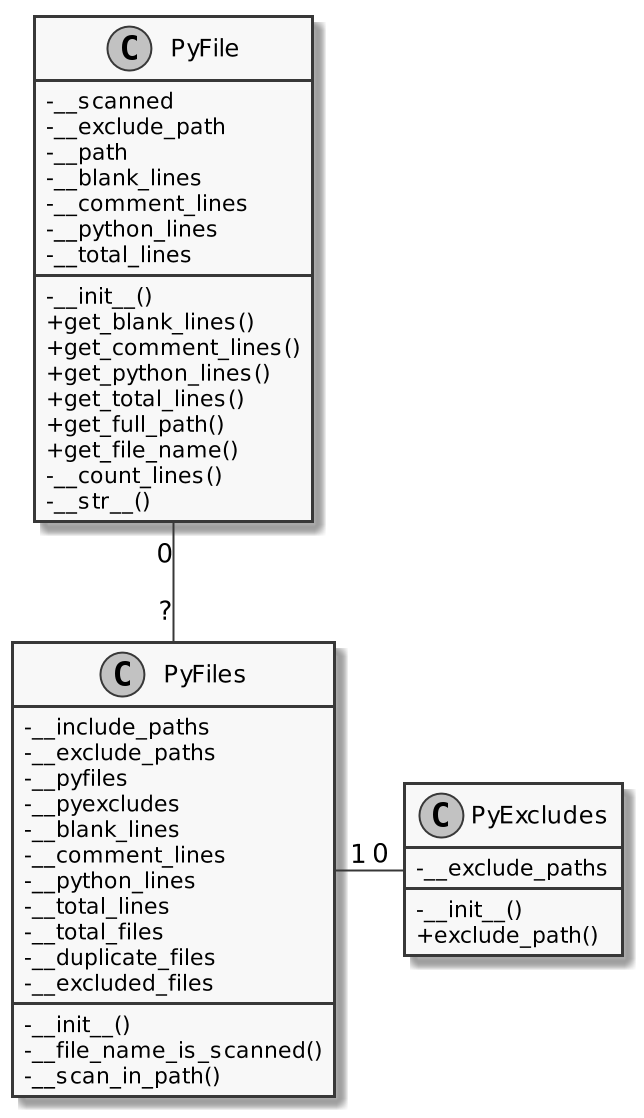 C PyFile
-__scanned
-__exclude_path
-__path
-__blank_lines
-__comment_lines
-__python_lines
-__total_lines
-__init__()
+get_blank_lines()
+get_comment_lines()
+get_python_lines()
+get_total_lines()
+get_full_path()
+get_file_name()
-__count_lines()
-__str__()
0
?
C PyFiles
-__include_paths
-__exclude_paths
-__pyfiles
-__pyexcludes
-__blank_lines
-__comment_lines
-__python_lines
-__total_lines
-__total_files
-__duplicate_files
-__excluded_files
-__init__()
-__file_name_is_scanned()
-__scan_in_path()
1 0
C PyExcludes
-__exclude_paths
-__init__()
+exclude_path()